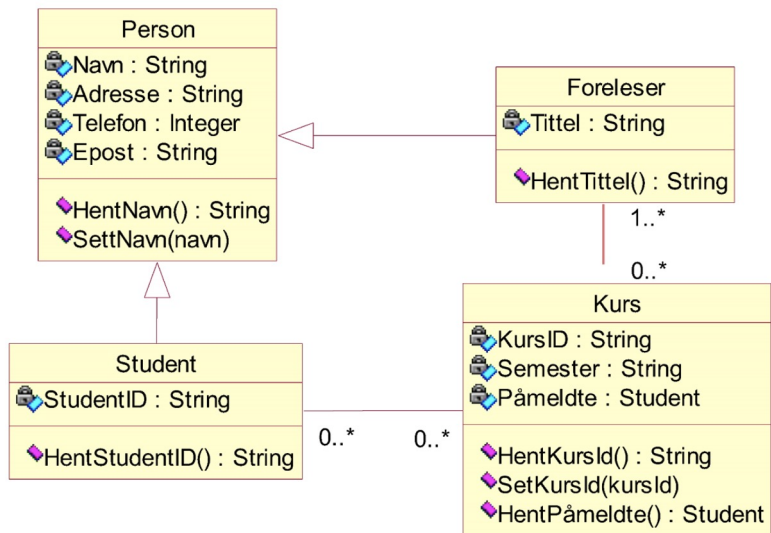 Person
Navn : String
Adresse : String
Telefon : Integer
Epost : String
HentNavn() : String
SettNavn(navn)
Foreleser
Tittel : String
HentTittel() : String
1..*
0..*
Student
StudentID : String
HentStudentID() : String
0..*
0..*
Kurs
KursID : String
Semester : String
Påmeldte : Student
HentKursId() : String
SetKursId(kursId)
HentPåmeldte() : Student